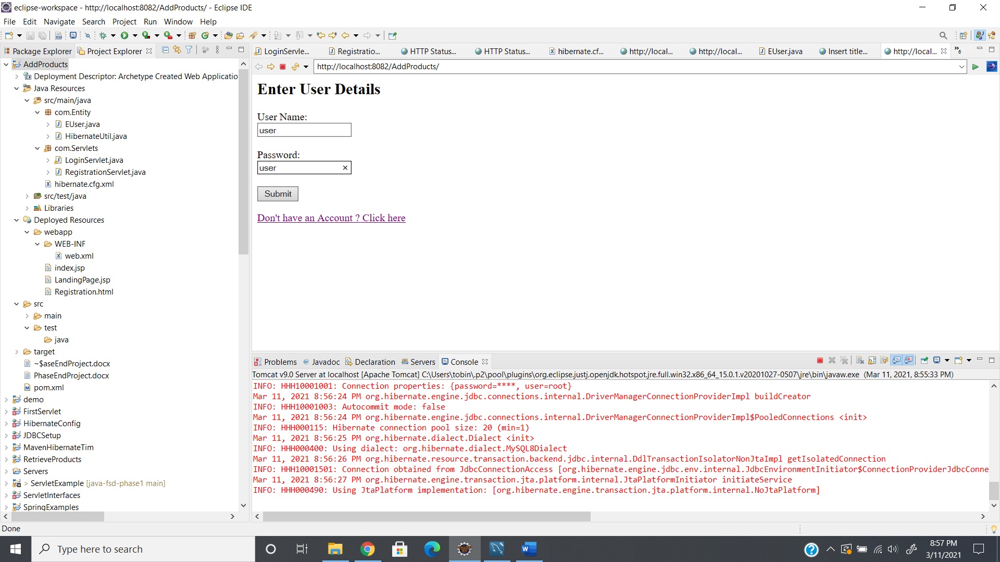 eclipse-workspace - http://localhost:8082/AddProducts/ - Eclipse IDE
File Edit Navigate Search Project Run Window Help
Package Explorer
Project Explorer
AddProducts
Deployment Descriptor: Archetype Created Web Applicatio
Java Resources
src/main/java
com.Entity
EUser.java
HibernateUtil.java
com.Servlets
LoginServlet.java
RegistrationServlet.java
hibernate.cfg.xml
src/test/java
Libraries
Deployed Resources
webapp
WEB-INF
web.xml
index.jsp
LandingPage.jsp
Registration.html
src
main
test
java
target
~$aseEndProject.docx
PhaseEndProject.docx
pom.xml
demo
FirstServlet
HibernateConfig
JDBCSetup
MavenHibernateTim
RetrieveProducts
Servers
> ServletExample [java-fsd-phase1 main]
ServletInterfaces
SpringExamples
LoginServle... Registratio... HTTP Status... HTTP Status... hibernate.cf... http://local... http://local... EUser.java Insert title... http://local... »6
http://localhost:8082/AddProducts/
Enter User Details
User Name:
user
Password:
user
Submit
Don't have an Account ? Click here
Problems @ Javadoc Declaration Servers Console
Tomcat v9.0 Server at localhost [Apache Tomcat] C:\Users\tobin\.p2\pool\plugins\org.eclipse.justj.openjdk.hotspot.jre.full.win32.x86_64_15.0.1.v20201027-0507\jre\bin\javaw.exe (Mar 11, 2021, 8:55:33 PM)
INFO: HHH10001001: Connection properties: {password=****, user=root}
Mar 11, 2021 8:56:24 PM org.hibernate.engine.jdbc.connections.internal.DriverManagerConnectionProviderImpl buildCreator
INFO: HHH10001003: Autocommit mode: false
Mar 11, 2021 8:56:24 PM org.hibernate.engine.jdbc.connections.internal.DriverManagerConnectionProviderImpl$PooledConnections <init>
INFO: HHH000115: Hibernate connection pool size: 20 (min=1)
Mar 11, 2021 8:56:25 PM org.hibernate.dialect.Dialect <init>
INFO: HHH000400: Using dialect: org.hibernate.dialect.MySQL8Dialect
Mar 11, 2021 8:56:26 PM org.hibernate.resource.transaction.backend.jdbc.internal.DdlTransactionIsolatorNonJtaImpl getIsolatedConnection
INFO: HHH10001501: Connection obtained from JdbcConnectionAccess [org.hibernate.engine.jdbc.env.internal.JdbcEnvironmentInitiator$ConnectionProviderJdbcConne
Mar 11, 2021 8:56:27 PM org.hibernate.engine.transaction.jta.platform.internal.JtaPlatformInitiator initiateService
INFO: HHH000490: Using JtaPlatform implementation: [org.hibernate.engine.transaction.jta.platform.internal.NoJtaPlatform]
Done
Type here to search
8:57 PM
3/11/2021